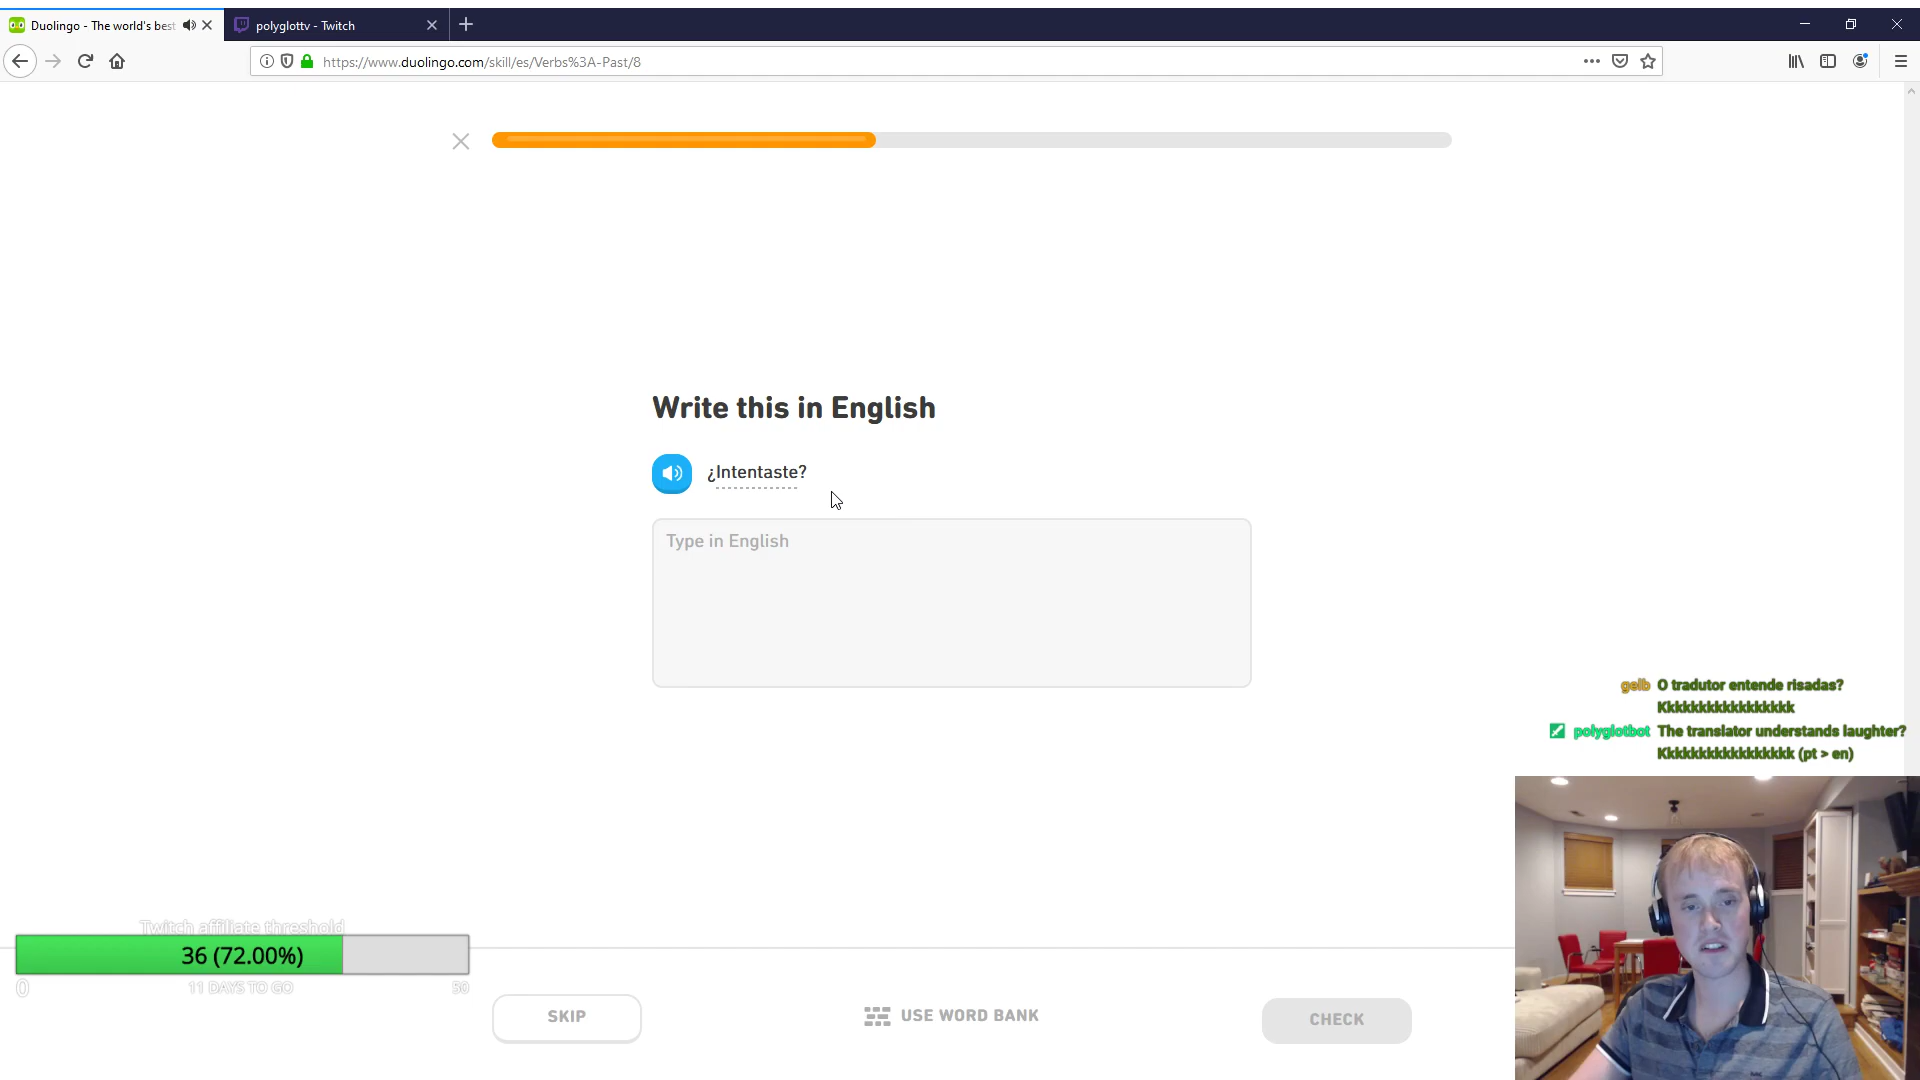 Duolingo - The world's best
polyglottv - Twitch
https://www.duolingo.com/skill/es/Verbs%3A-Past/8
Write this in English
¿Intentaste?
Type in English
gelb O tradutor entende risadas?
Kkkkkkkkkkkkkkkkk
polyglotbot The translator understands laughter?
Kkkkkkkkkkkkkkkkk (pt > en)
Twitch affiliate threshold
36 (72.00%)
0 11 DAYS TO GO 50
SKIP
USE WORD BANK
CHECK